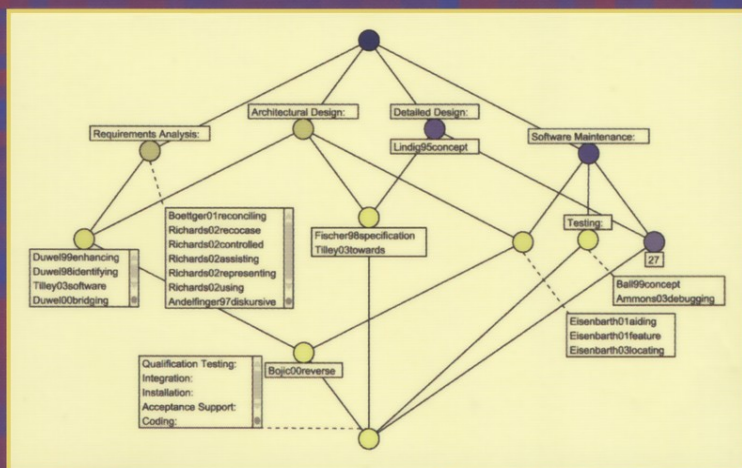 Architectural Design:
Detailed Design:
Requirements Analysis:
Software Maintenance:
Lindig95concept
Boettger01reconciling
Richards02recocase
Richards02controlled
Richards02assisting
Richards02representing
Richards02using
Andelfinger97diskursive
Testing:
Fischer98specification
Tilley03towards
Duwel99enhancing
Duwel98identifying
Tilley03software
Duwel00bridging
27
Ball99concept
Ammons03debugging
Eisenbarth01aiding
Eisenbarth01feature
Eisenbarth03locating
Qualification Testing:
Integration:
Installation:
Acceptance Support:
Coding:
Bojic00reverse